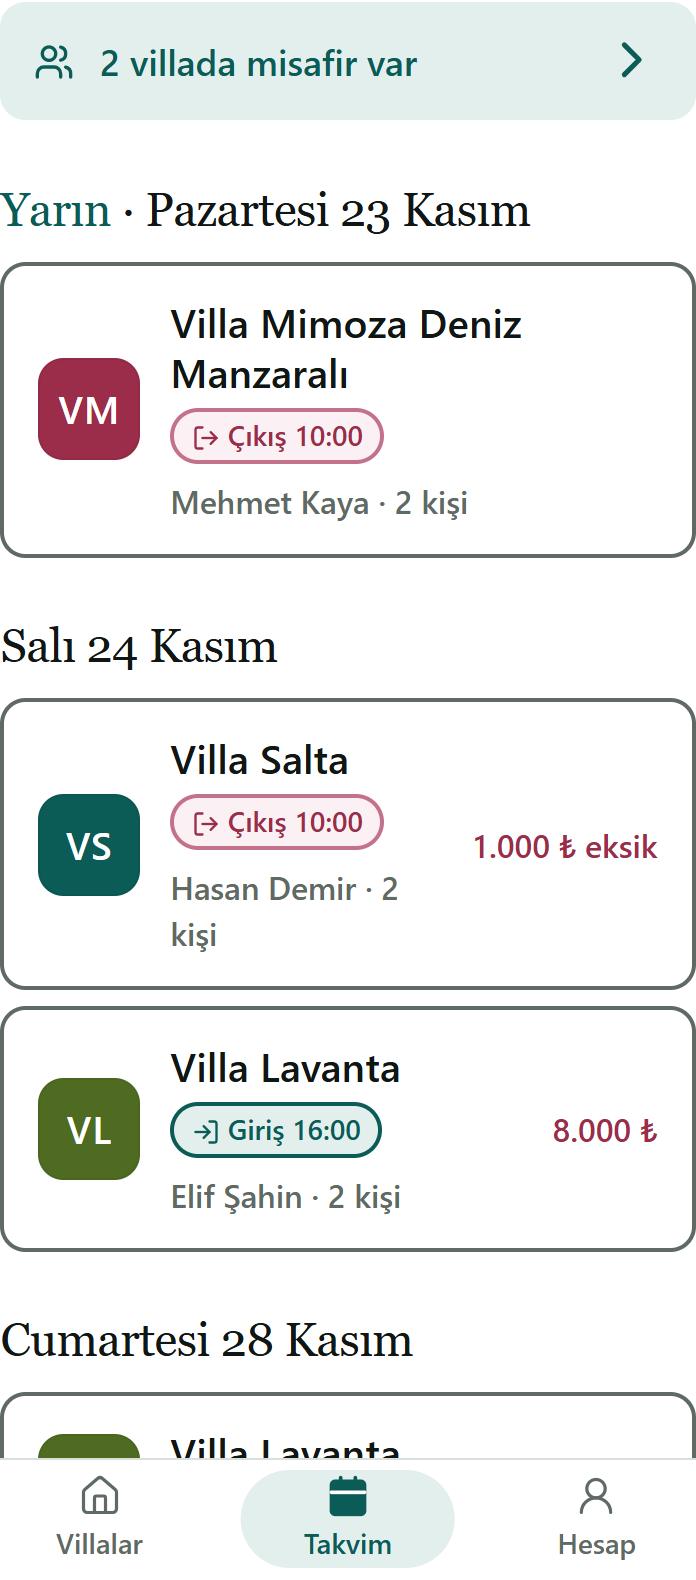 2 villada misafir var
Yarın · Pazartesi 23 Kasım
VM
Villa Mimoza Deniz
Manzaralı
Çıkış 10:00
Mehmet Kaya · 2 kişi
Salı 24 Kasım
VS
Villa Salta
Çıkış 10:00
Hasan Demir · 2
kişi
1.000 ₺ eksik
VL
Villa Lavanta
Giriş 16:00
Elif Şahin · 2 kişi
8.000 ₺
Cumartesi 28 Kasım
Villa Lavanta
Villalar
Takvim
Hesap